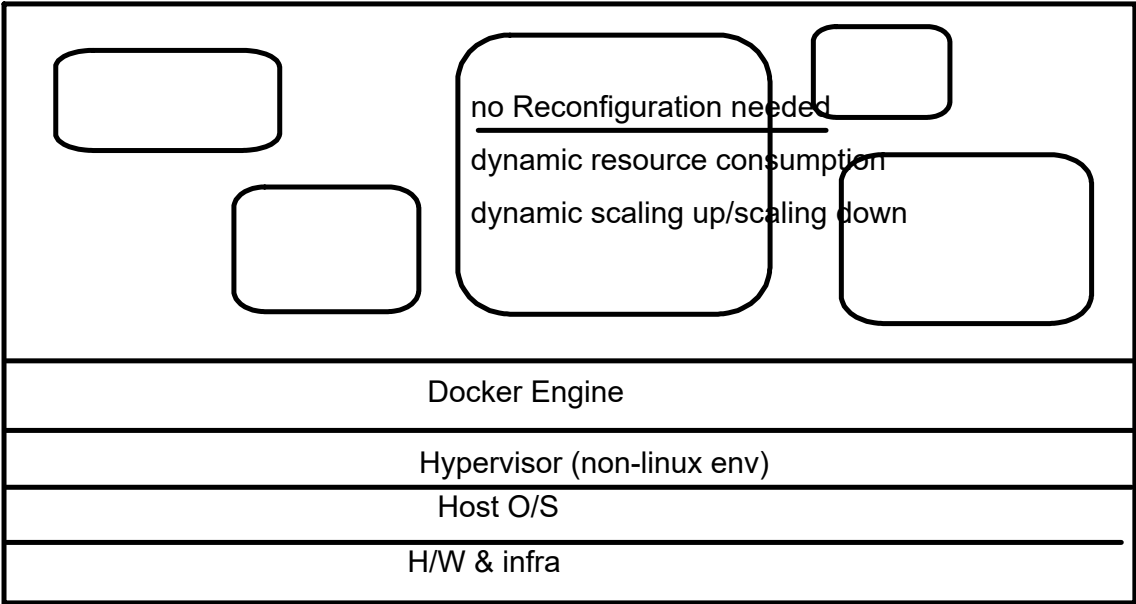 no Reconfiguration needed
dynamic resource consumption
dynamic scaling up/scaling down
Docker Engine
Hypervisor (non-linux env)
Host O/S
H/W & infra